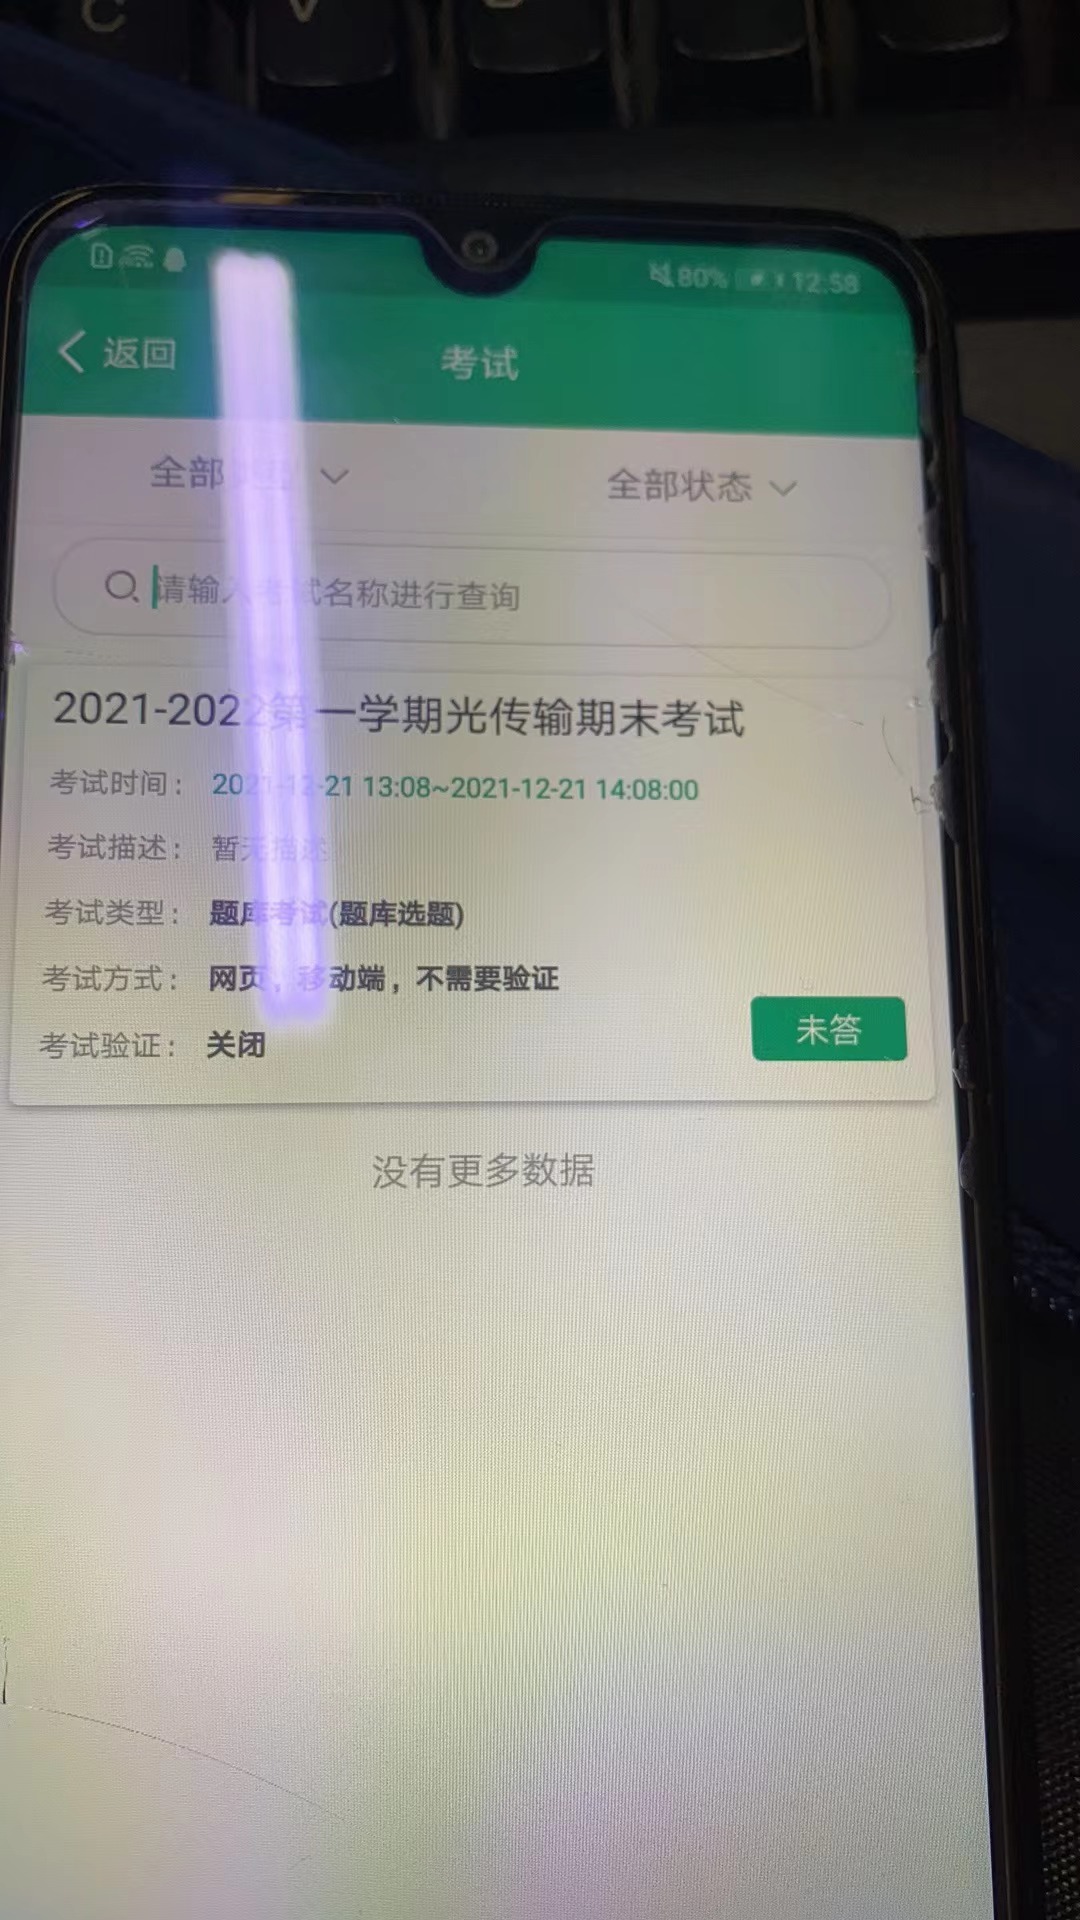 C V
80% 12:58
返回 考试
全部 全部状态
请输入考试名称进行查询
2021-2022第一学期光传输期末考试
考试时间： 2021-12-21 13:08~2021-12-21 14:08:00
考试描述： 暂无描述
考试类型： 题库考试(题库选题)
考试方式： 网页，移动端，不需要验证
考试验证： 关闭
未答
没有更多数据